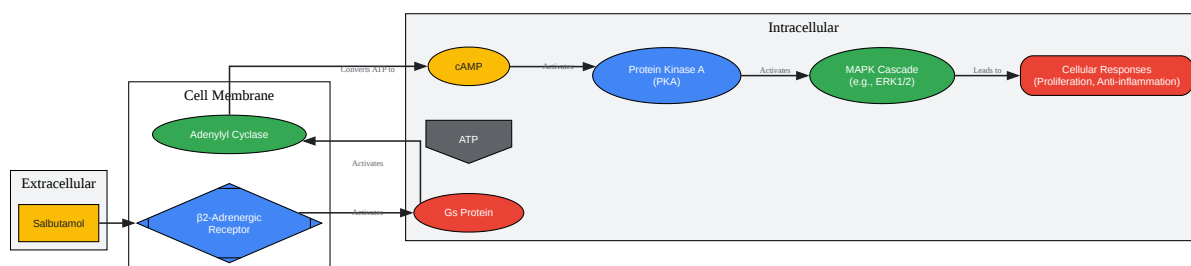 Extracellular
Salbutamol
Cell Membrane
Adenylyl Cyclase
β2-Adrenergic
Receptor
Activates
Activates
Converts ATP to
Intracellular
cAMP
ATP
Gs Protein
Activates
Protein Kinase A
(PKA)
Activates
MAPK Cascade
(e.g., ERK1/2)
Leads to
Cellular Responses
(Proliferation, Anti-inflammation)